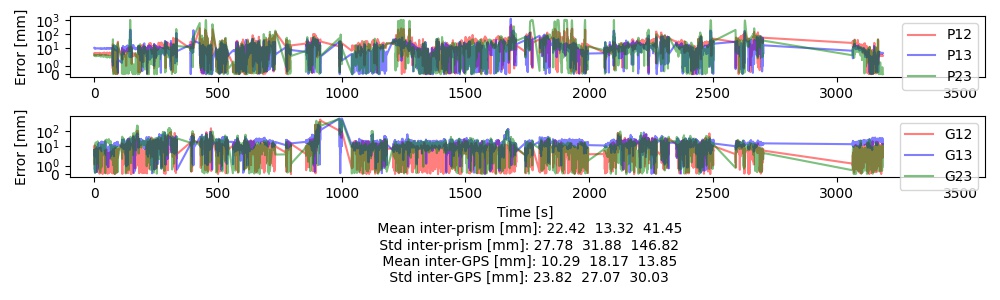 Error [mm]
10³
10²
10¹
10⁰
0
P12
P13
P23
0 500 1000 1500 2000 2500 3000 3500
Error [mm]
10²
10¹
10⁰
0
G12
G13
G23
0 500 1000 1500 2000 2500 3000 3500
Time [s]
Mean inter-prism [mm]: 22.42 13.32 41.45
Std inter-prism [mm]: 27.78 31.88 146.82
Mean inter-GPS [mm]: 10.29 18.17 13.85
Std inter-GPS [mm]: 23.82 27.07 30.03